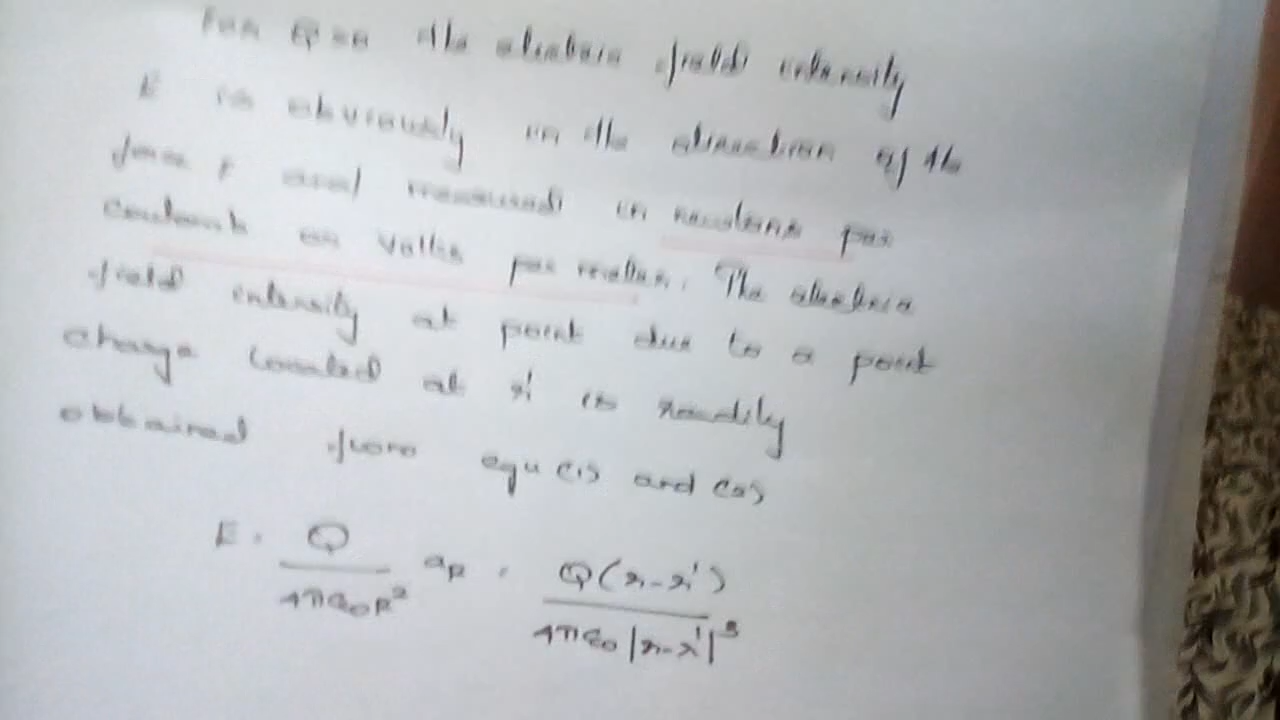 For Q>0 the electric field intensity
E is obviously in the direction of the
force F and measured in newtons per
coulomb or volts per meter. The electric
field intensity at point due to a point
charge located at r' is readily
obtained from equ (1) and (2)
E = Q / 4πε₀R² a_R = Q(r-r') / 4πε₀|r-r'|³